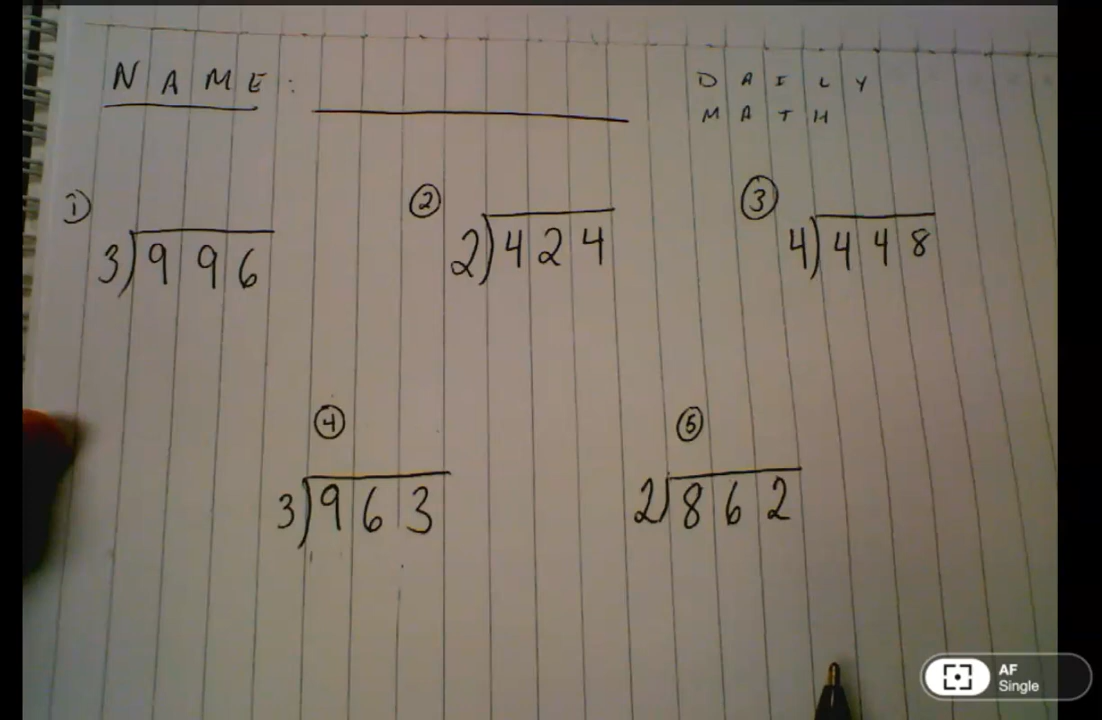 NAME: DAILY
MATH
① ② ③
3)996 2)424 4)448
④ ⑤
3)963 2)862
AF
Single